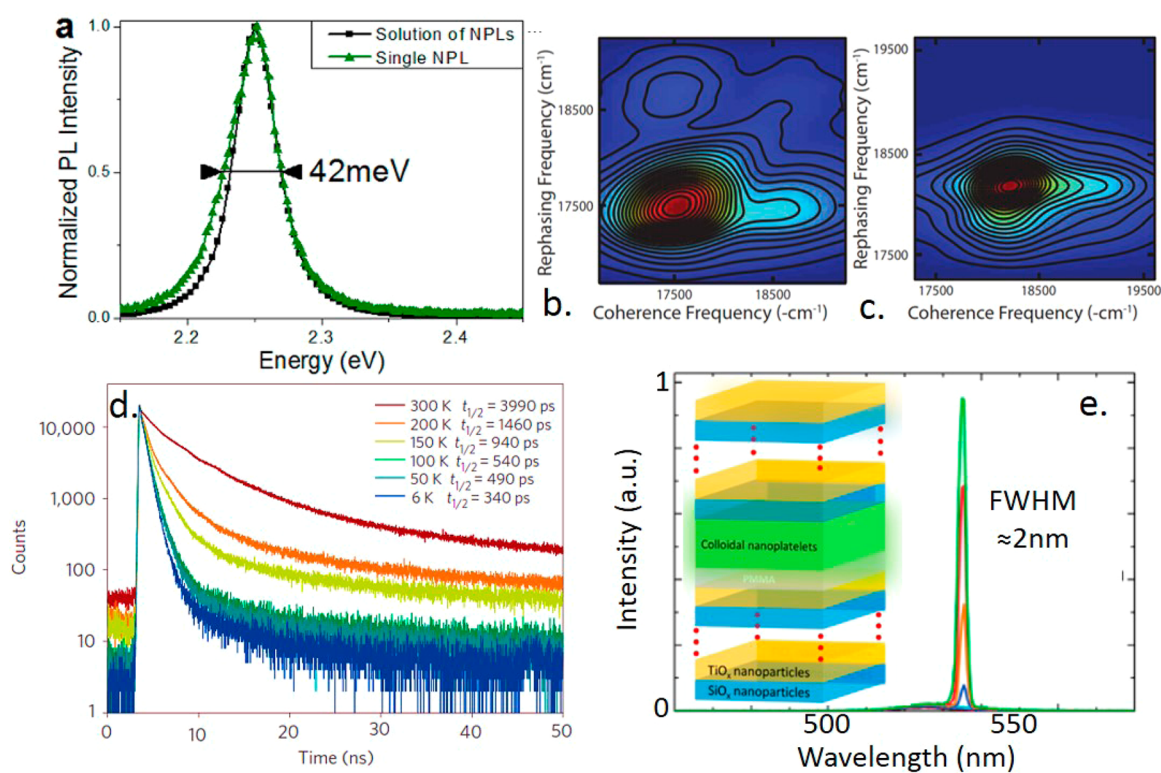 a
1.0
0.5
0.0
Normalized PL Intensity
Solution of NPLs
Single NPL
42meV
2.2
2.3
2.4
Energy (eV)
b.
Rephasing Frequency (cm-1)
18500
17500
17500
18500
Coherence Frequency (-cm-1)
c.
Rephasing Frequency (cm-1)
19500
18500
17500
17500
18500
19500
Coherence Frequency (-cm-1)
d.
300 K t1/2 = 3990 ps
200 K t1/2 = 1460 ps
150 K t1/2 = 940 ps
100 K t1/2 = 540 ps
50 K t1/2 = 490 ps
6 K t1/2 = 340 ps
10,000
1,000
100
10
1
Counts
0
10
20
30
40
50
Time (ns)
e.
1
0
Intensity (a.u.)
FWHM
≈2nm
Colloidal nanoplatelets
PMMA
TiOx nanoparticles
SiOx nanoparticles
500
550
Wavelength (nm)